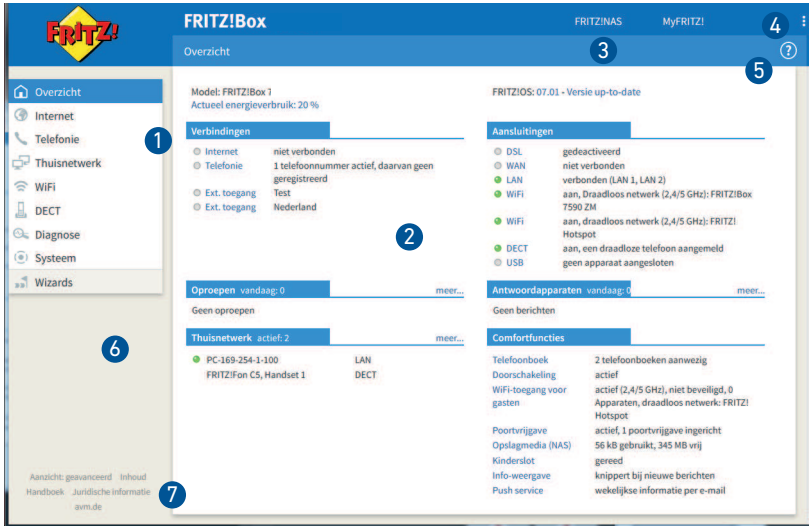 FRITZ!
FRITZ!Box
FRITZ!NAS MyFRITZ! 4
Overzicht 3 5 ?
Overzicht
Internet
Telefonie 1
Thuisnetwerk
WiFi
DECT
Diagnose
Systeem
Wizards
6
Aanzicht: geavanceerd Inhoud
Handboek Juridische informatie 7
avm.de
Model: FRITZ!Box 7
Actueel energieverbruik: 20 %
FRITZ!OS: 07.01 - Versie up-to-date
Verbindingen
Internet niet verbonden
Telefonie 1 telefoonnummer actief, daarvan geen
geregistreerd
Ext. toegang Test
Ext. toegang Nederland
2
Aansluitingen
DSL gedeactiveerd
WAN niet verbonden
LAN verbonden (LAN 1, LAN 2)
WiFi aan, Draadloos netwerk (2,4/5 GHz): FRITZ!Box
7590 ZM
WiFi aan, draadloos netwerk (2,4/5 GHz): FRITZ!
Hotspot
DECT aan, een draadloze telefoon aangemeld
USB geen apparaat aangesloten
Oproepen vandaag: 0 meer...
Geen oproepen
Antwoordapparaten vandaag: 0 meer...
Geen berichten
Thuisnetwerk actief: 2 meer...
PC-169-254-1-100 LAN
FRITZ!Fon C5, Handset 1 DECT
Comfortfuncties
Telefoonboek 2 telefoonboeken aanwezig
Doorschakeling actief
WiFi-toegang voor actief (2,4/5 GHz), niet beveiligd, 0
gasten Apparaten, draadloos netwerk: FRITZ!
Hotspot
Poortvrijgave actief, 1 poortvrijgave ingericht
Opslagmedia (NAS) 56 kB gebruikt, 345 MB vrij
Kinderslot gereed
Info-weergave knippert bij nieuwe berichten
Push service wekelijkse informatie per e-mail